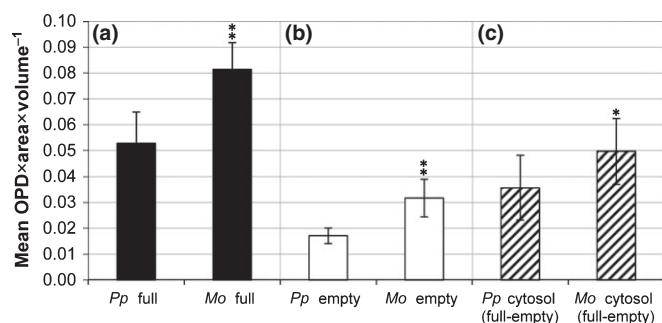 Mean OPD×area×volume⁻¹
0.10
0.09
0.08
0.07
0.06
0.05
0.04
0.03
0.02
0.01
0.00
(a) (b) (c)
** ** *
Pp full Mo full Pp empty Mo empty Pp cytosol Mo cytosol
(full-empty) (full-empty)